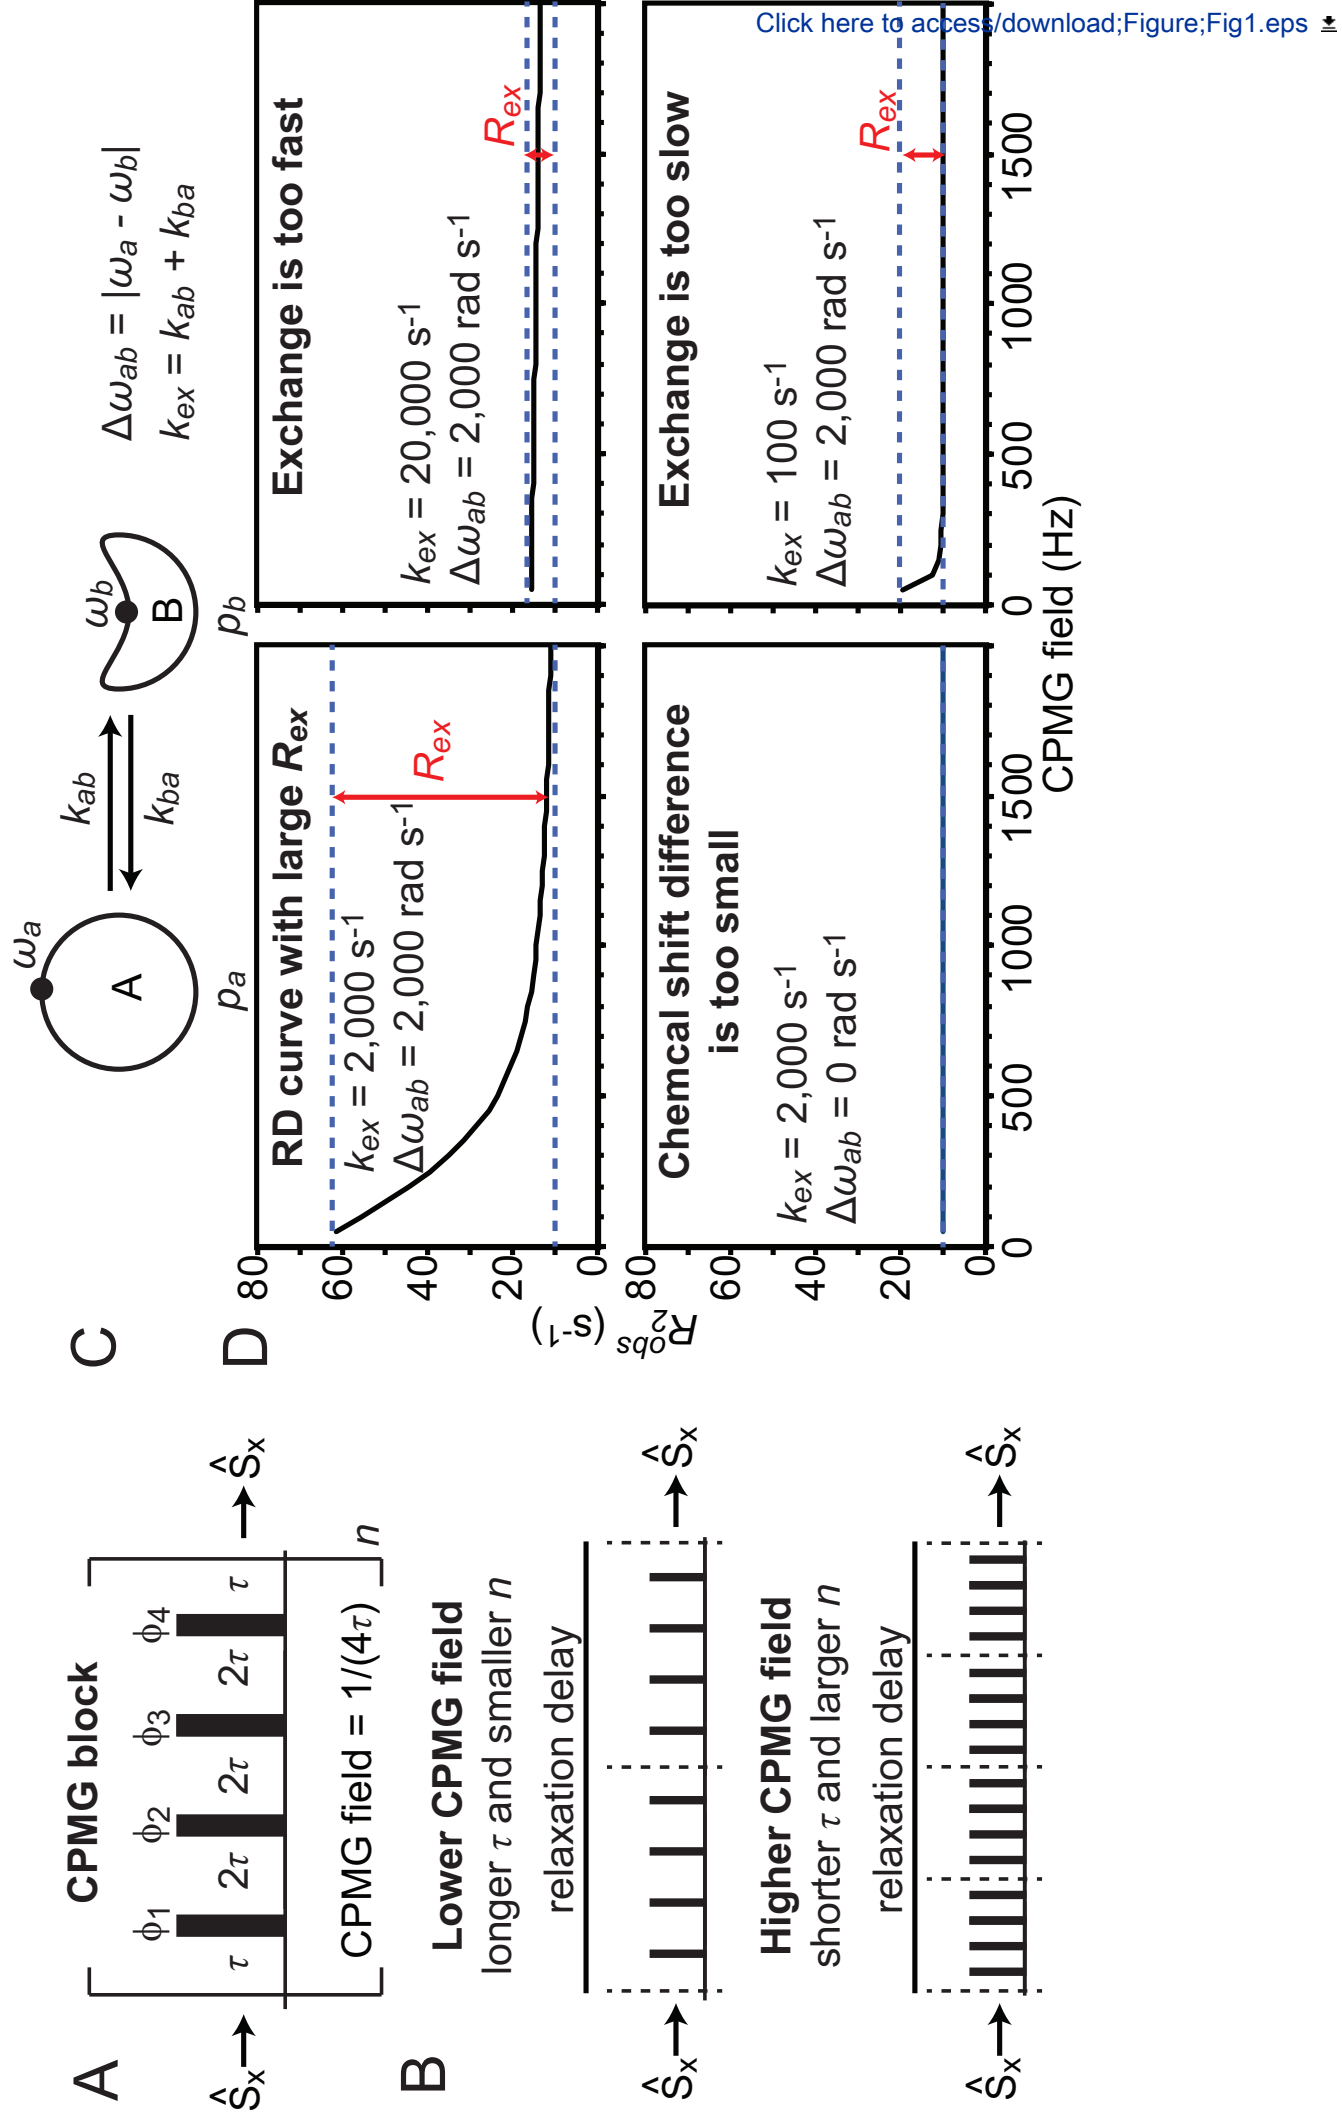 Click here to access/download;Figure;Fig1.eps
A
CPMG block
ϕ1 ϕ2 ϕ3 ϕ4
τ 2τ 2τ 2τ τ
Ŝx Ŝx
n
CPMG field = 1/(4τ)
B
Lower CPMG field
longer τ and smaller n
relaxation delay
Ŝx Ŝx
Higher CPMG field
shorter τ and larger n
relaxation delay
Ŝx Ŝx
C
ωa
A
pa
kab
kba
ωb
B
pb
Δωab = |ωa - ωb|
kex = kab + kba
D
R2obs (s-1)
80
60
40
20
0
RD curve with large Rex
kex = 2,000 s-1
Δωab = 2,000 rad s-1
Rex
Exchange is too fast
kex = 20,000 s-1
Δωab = 2,000 rad s-1
Rex
80
60
40
20
0
Chemcal shift difference
is too small
kex = 2,000 s-1
Δωab = 0 rad s-1
Exchange is too slow
kex = 100 s-1
Δωab = 2,000 rad s-1
Rex
0 500 1000 1500 0 500 1000 1500
CPMG field (Hz)